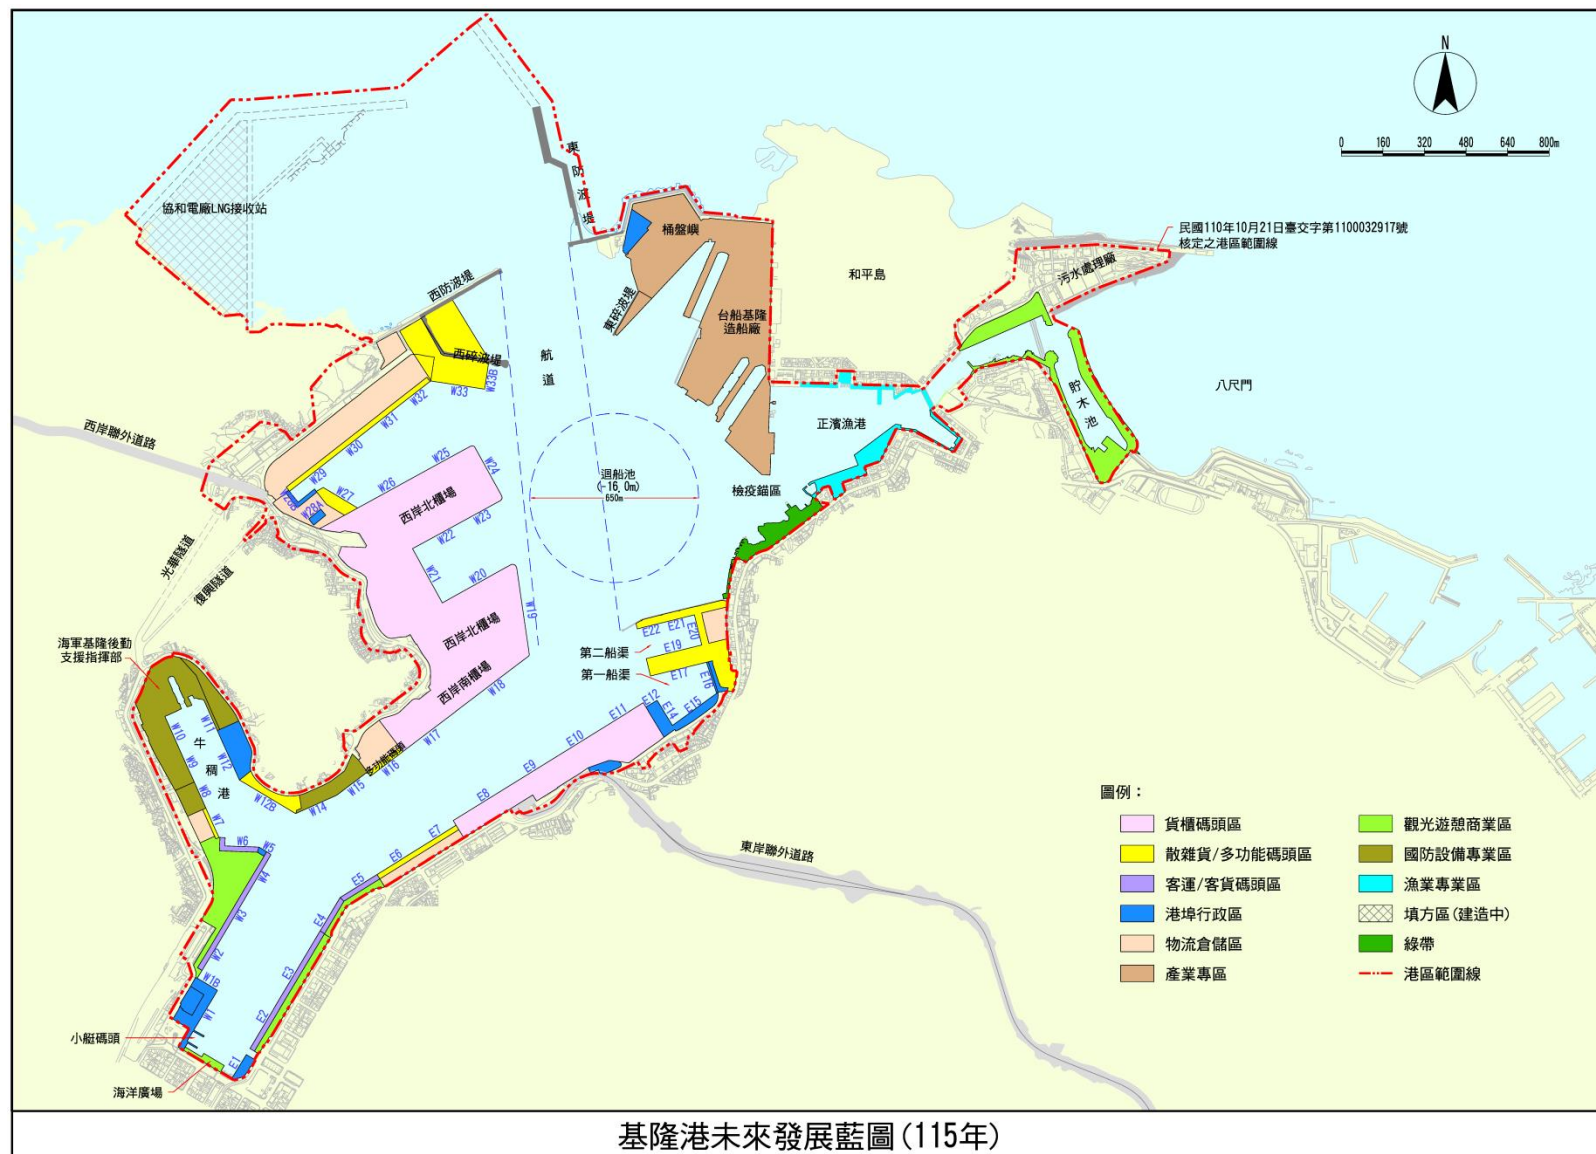 N
0 160 320 480 640 800m
東防波堤
協和電廠LNG接收站
桶盤嶼
民國110年10月21日臺交字第1100032917號
核定之港區範圍線
污水處理廠
和平島
西防波堤
東碎波堤
台船基隆
造船廠
西碎波堤
航道
W33B
W33
W32
W31
W30
W29
W28B
W28A
W27
W26
W25
W24
W23
W22
W21
W20
W19
八尺門
貯木池
正濱漁港
西岸聯外道路
迴船池
(-16.0m)
650m
檢疫錨區
西岸北櫃場
光華隧道
復興隧道
西岸北櫃場
西岸南櫃場
海軍基隆後勤
支援指揮部
第二船渠
第一船渠
E22
E21
E20
E19
E17
E16
E15
E14
E12
E11
E10
E9
E8
E7
E6
E5
E4
E3
E2
E1
W18
W17
多功能碼頭
W16
W15
W14
W12B
W12
W11
W10
W9
W8
W7
W6
W5
W4
W3
W2
W1B
W1
牛稠港
東岸聯外道路
小艇碼頭
海洋廣場
圖例：
貨櫃碼頭區
散雜貨/多功能碼頭區
客運/客貨碼頭區
港埠行政區
物流倉儲區
產業專區
觀光遊憩商業區
國防設備專業區
漁業專業區
填方區(建造中)
綠帶
港區範圍線
基隆港未來發展藍圖(115年)